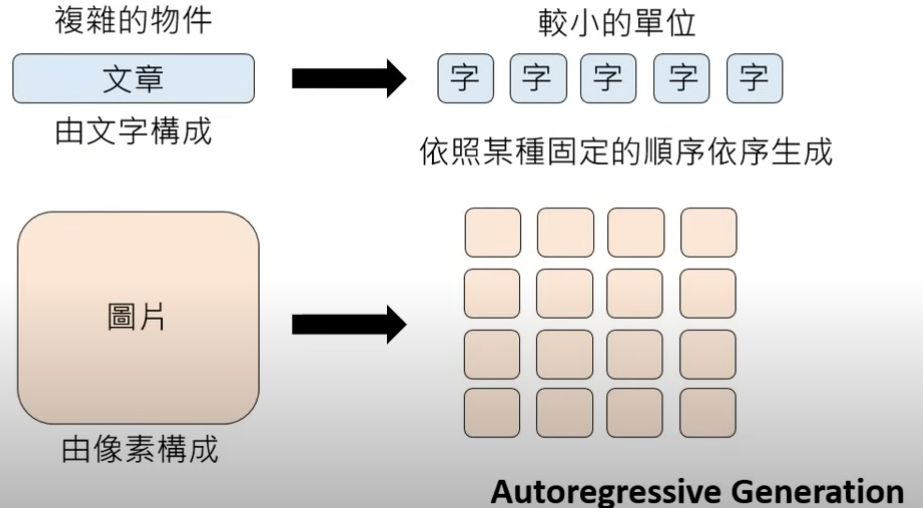 複雜的物件
較小的單位
文章
字 字 字 字 字
由文字構成
依照某種固定的順序依序生成
圖片
由像素構成
Autoregressive Generation